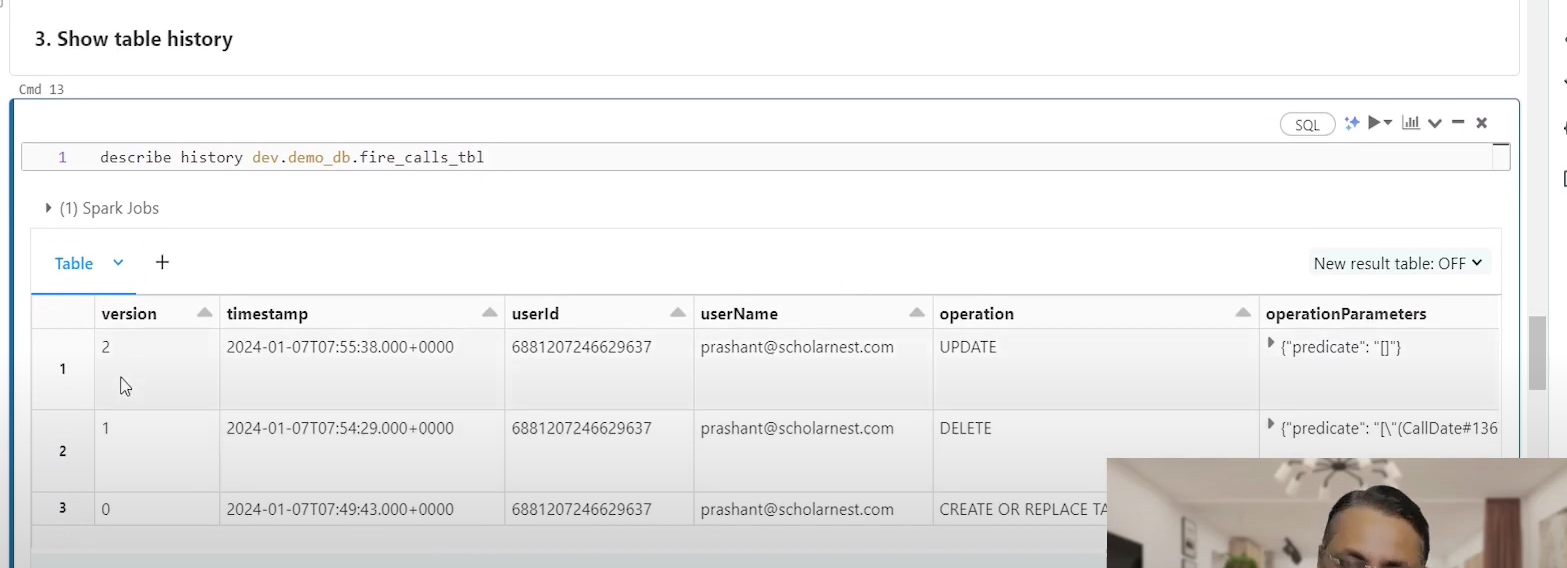 3. Show table history
Cmd 13
SQL
1 describe history dev.demo_db.fire_calls_tbl
(1) Spark Jobs
Table + New result table: OFF
version timestamp userId userName operation operationParameters
1 2 2024-01-07T07:55:38.000+0000 6881207246629637 prashant@scholarnest.com UPDATE {"predicate": "[]"}
2 1 2024-01-07T07:54:29.000+0000 6881207246629637 prashant@scholarnest.com DELETE {"predicate": "[\"(CallDate#136
3 0 2024-01-07T07:49:43.000+0000 6881207246629637 prashant@scholarnest.com CREATE OR REPLACE TA